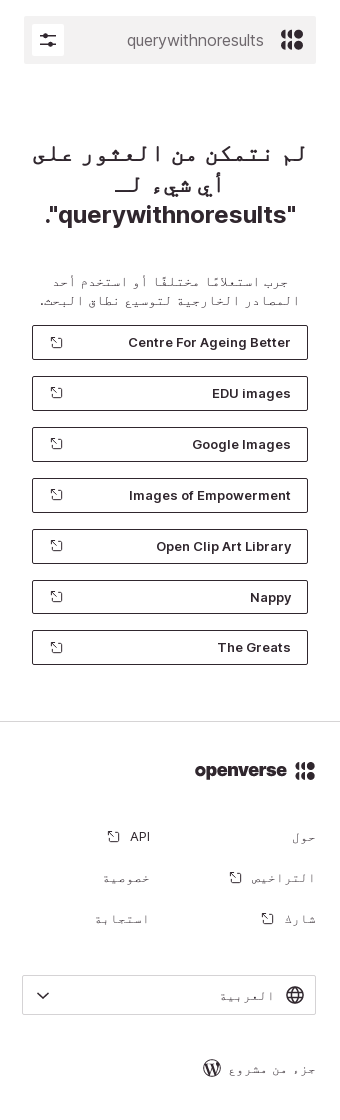 querywithnoresults
لم نتمكن من العثور على
أي شيء لـ
"querywithnoresults".
جرب استعلامًا مختلفًا أو استخدم أحد
المصادر الخارجية لتوسيع نطاق البحث.
Centre For Ageing Better
EDU images
Google Images
Images of Empowerment
Open Clip Art Library
Nappy
The Greats
openverse
حول
API
التراخيص
خصوصية
شارك
استجابة
العربية
جزء من مشروع